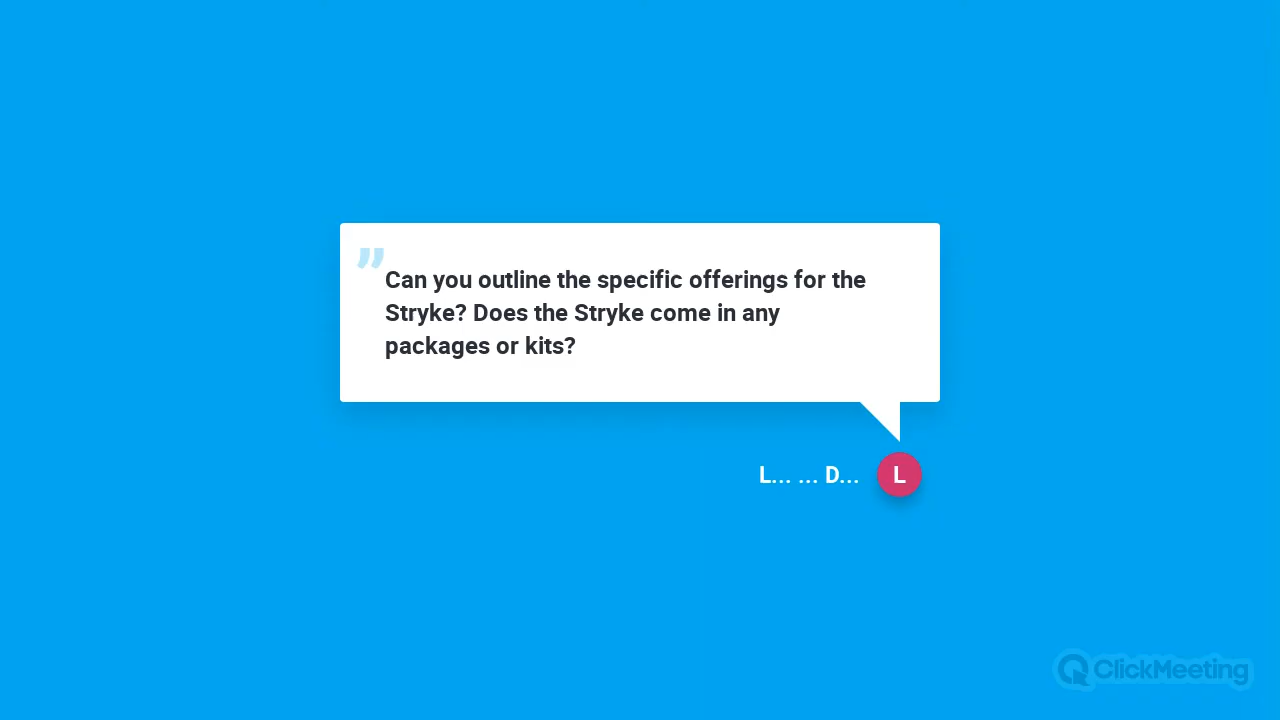 ”
Can you outline the specific offerings for the
Stryke? Does the Stryke come in any
packages or kits?
L... ... D...
L
ClickMeeting